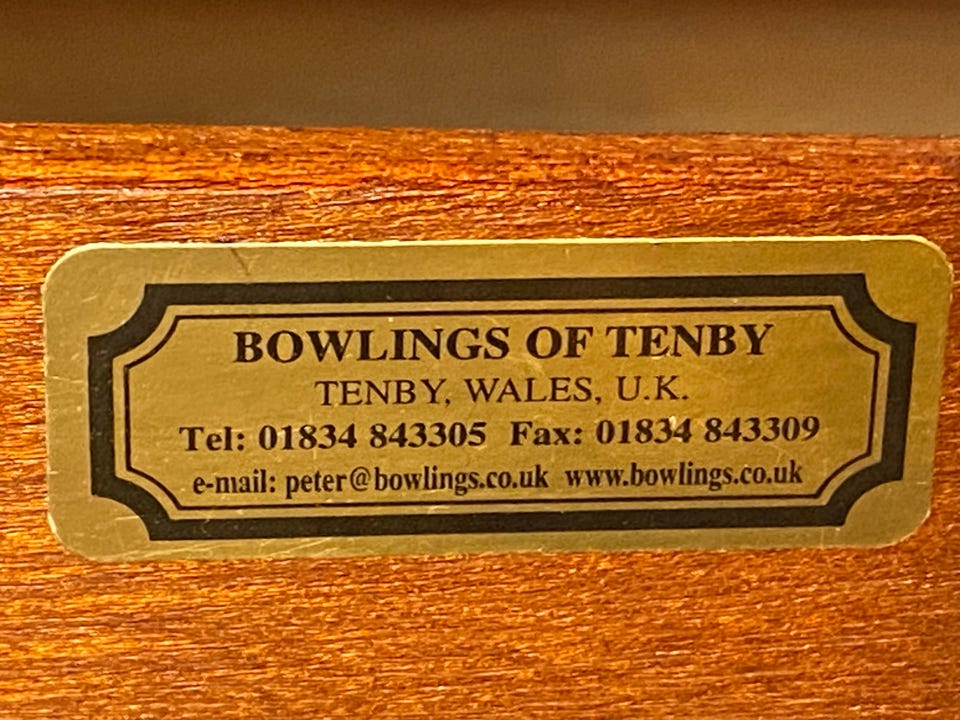 BOWLINGS OF TENBY
TENBY, WALES, U.K.
Tel: 01834 843305 Fax: 01834 843309
e-mail: peter@bowlings.co.uk www.bowlings.co.uk